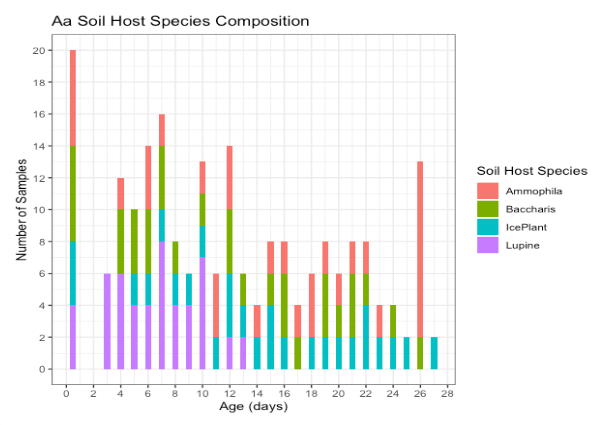 Aa Soil Host Species Composition
20
18
16
14
12
10
8
6
4
2
0
Number of Samples
0 2 4 6 8 10 12 14 16 18 20 22 24 26 28
Age (days)
Soil Host Species
Ammophila
Baccharis
IcePlant
Lupine